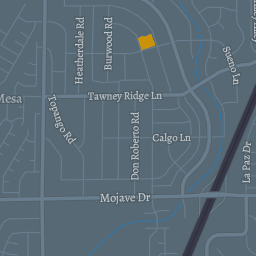 Heatherdale Rd
Burwood Rd
Sueno Ln
Mesa
Tawney Ridge Ln
Topango Rd
Don Roberto Rd
Calgo Ln
La Paz Dr
Mojave Dr